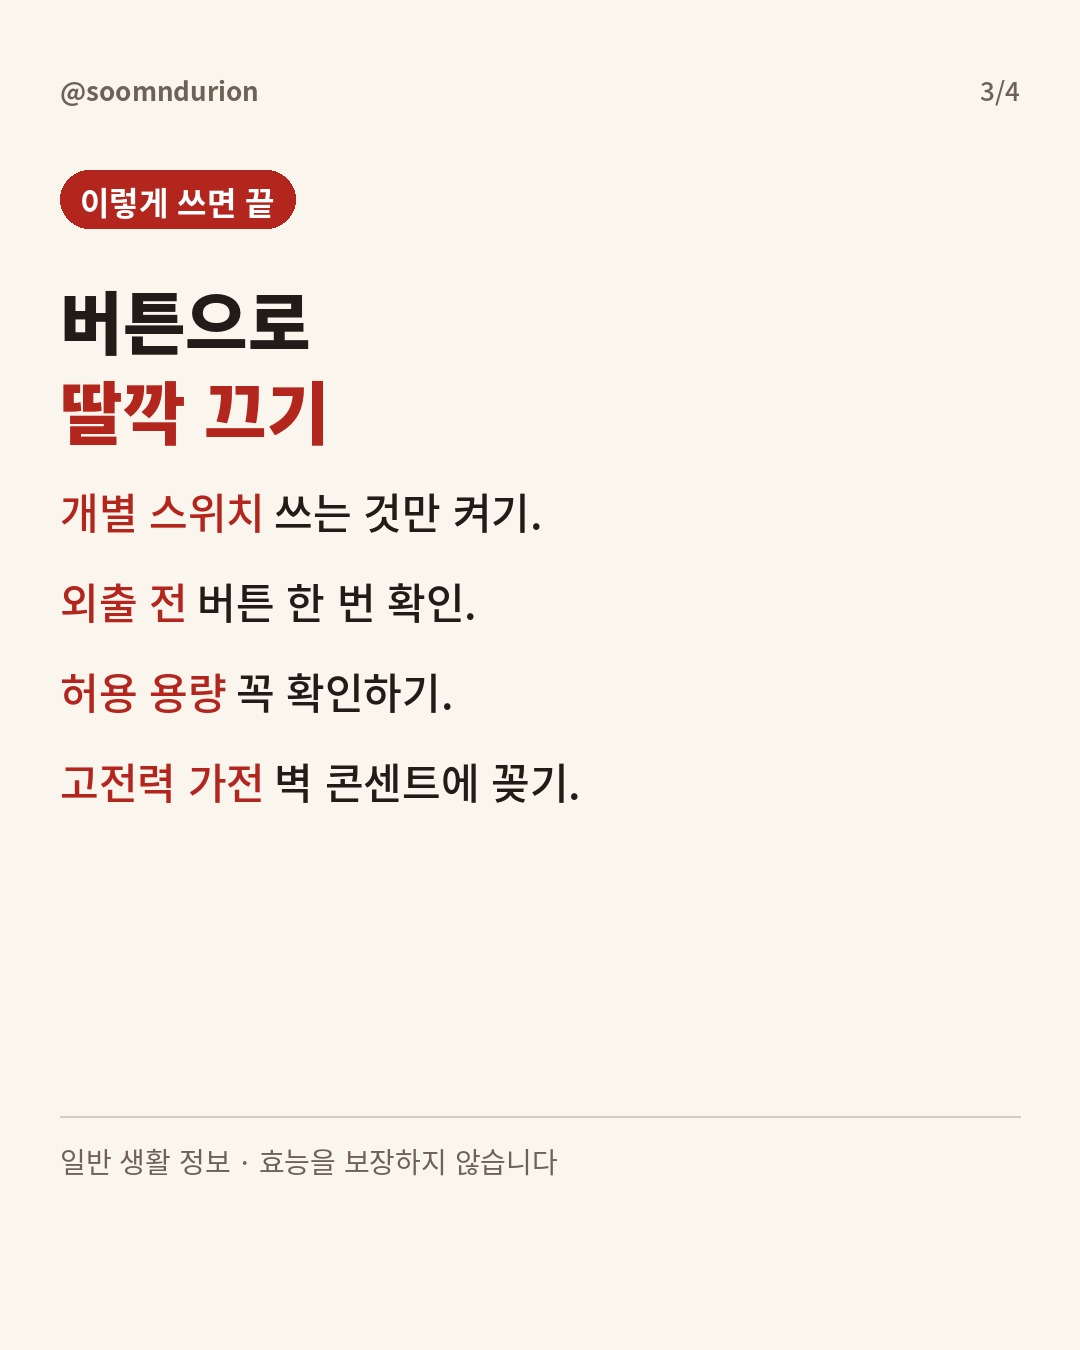 @soomndurion
3/4
이렇게 쓰면 끝
버튼으로
딸깍 끄기
개별 스위치 쓰는 것만 켜기.
외출 전 버튼 한 번 확인.
허용 용량 꼭 확인하기.
고전력 가전 벽 콘센트에 꽂기.
일반 생활 정보 · 효능을 보장하지 않습니다